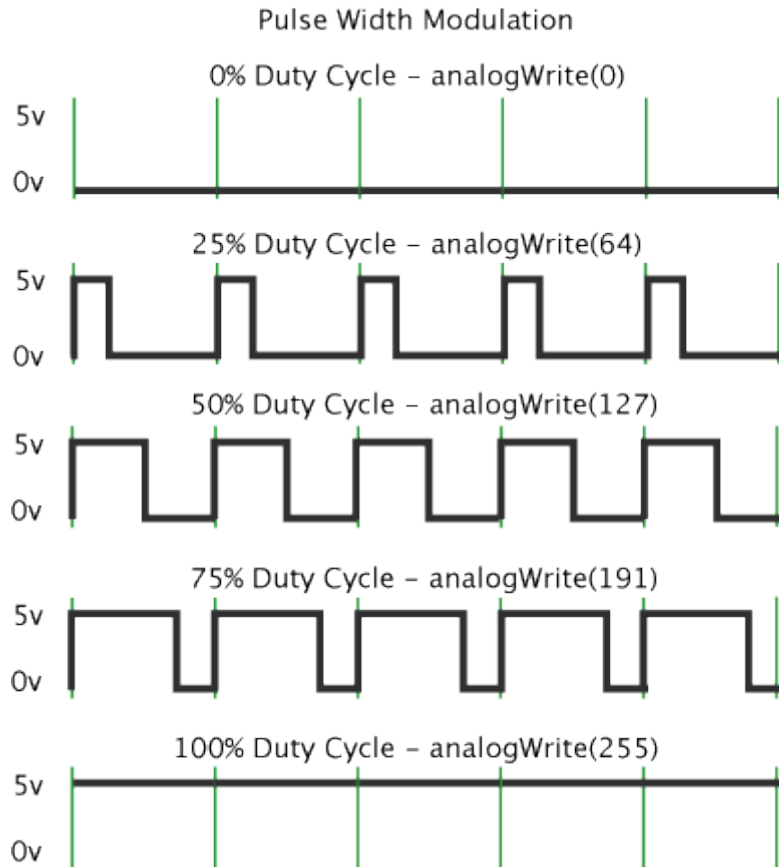 Pulse Width Modulation
0% Duty Cycle – analogWrite(0)
5v
0v
25% Duty Cycle – analogWrite(64)
5v
0v
50% Duty Cycle – analogWrite(127)
5v
0v
75% Duty Cycle – analogWrite(191)
5v
0v
100% Duty Cycle – analogWrite(255)
5v
0v